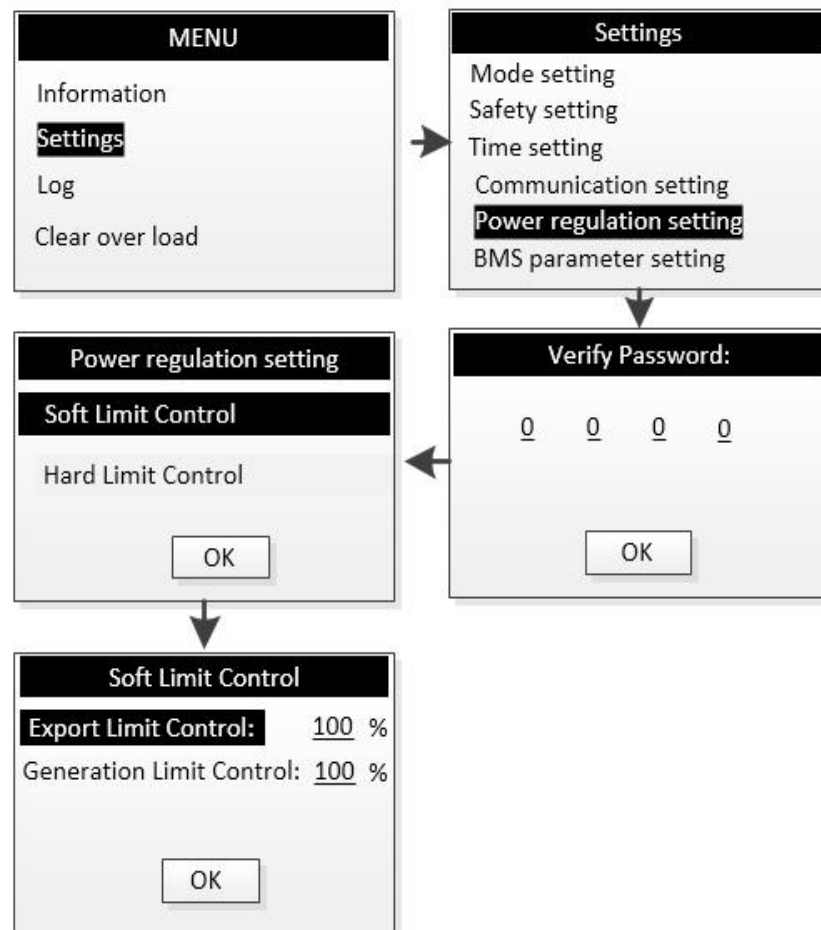 MENU
Information
Settings
Log
Clear over load
Settings
Mode setting
Safety setting
Time setting
Communication setting
Power regulation setting
BMS parameter setting
Verify Password:
0 0 0 0
OK
Power regulation setting
Soft Limit Control
Hard Limit Control
OK
Soft Limit Control
Export Limit Control: 100 %
Generation Limit Control: 100 %
OK